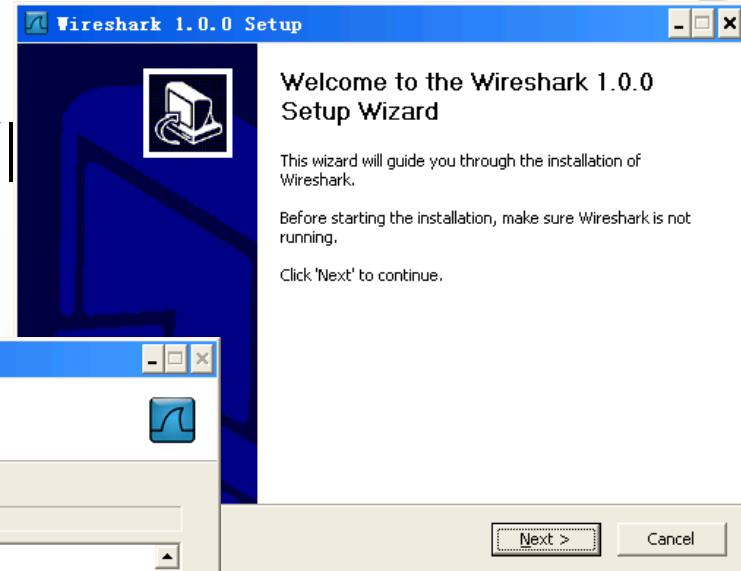 Wireshark 1.0.0 Setup
Welcome to the Wireshark 1.0.0
Setup Wizard
This wizard will guide you through the installation of
Wireshark.
Before starting the installation, make sure Wireshark is not
running.
Click 'Next' to continue.
Next >
Cancel